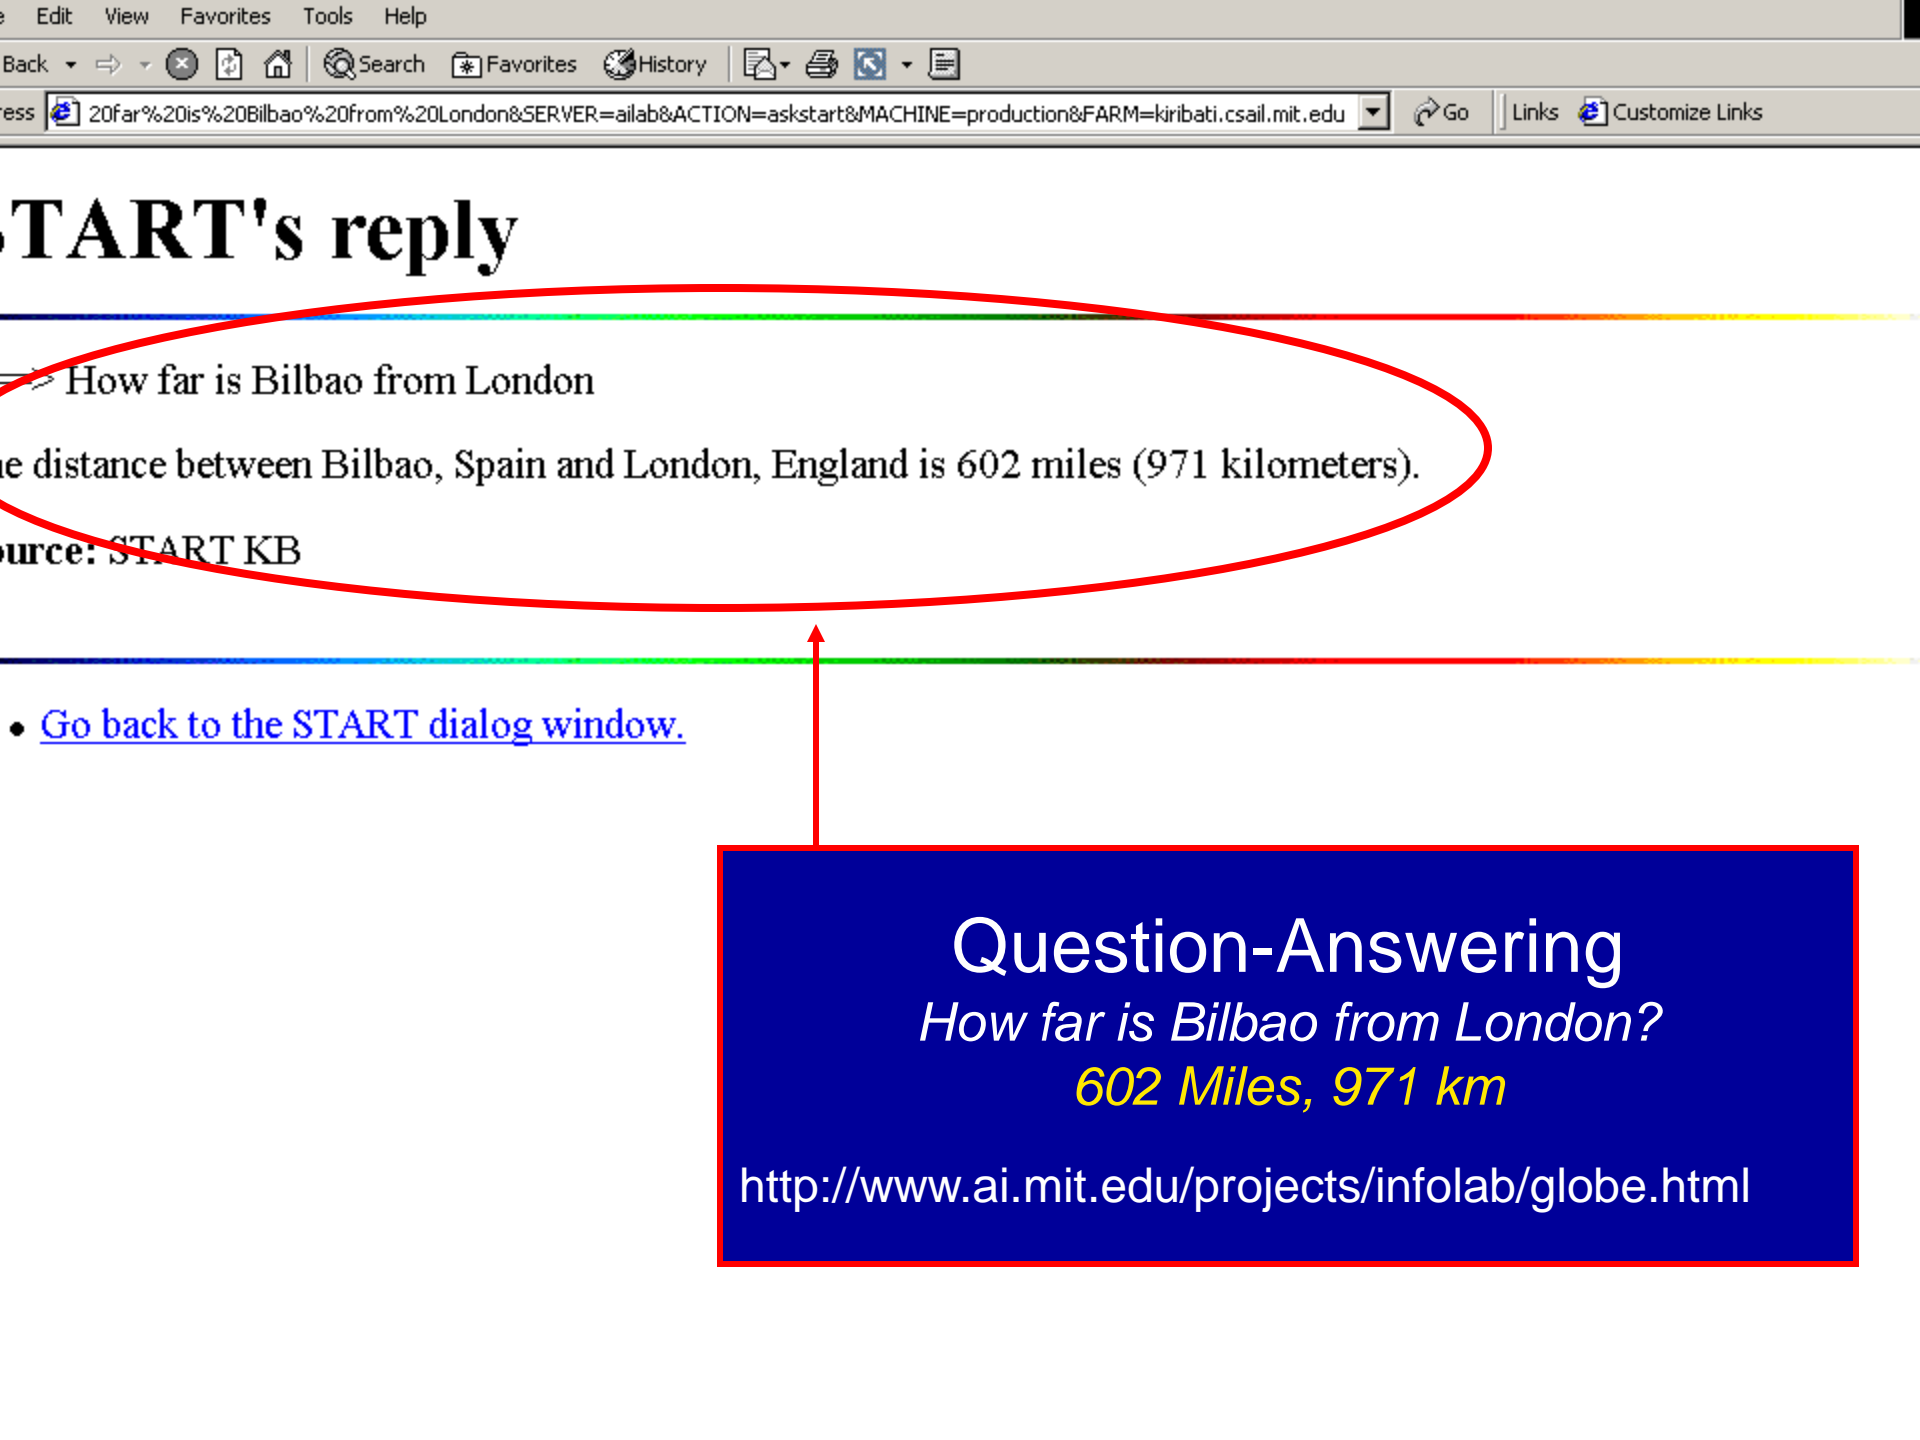 Edit View Favorites Tools Help
Back Search Favorites History
20far%20is%20Bilbao%20from%20London&SERVER=ailab&ACTION=askstart&MACHINE=production&FARM=kiribati.csail.mit.edu Go Links Customize Links
START's reply
==> How far is Bilbao from London
distance between Bilbao, Spain and London, England is 602 miles (971 kilometers).
START KB
• Go back to the START dialog window.
Question-Answering
How far is Bilbao from London?
602 Miles, 971 km
http://www.ai.mit.edu/projects/infolab/globe.html